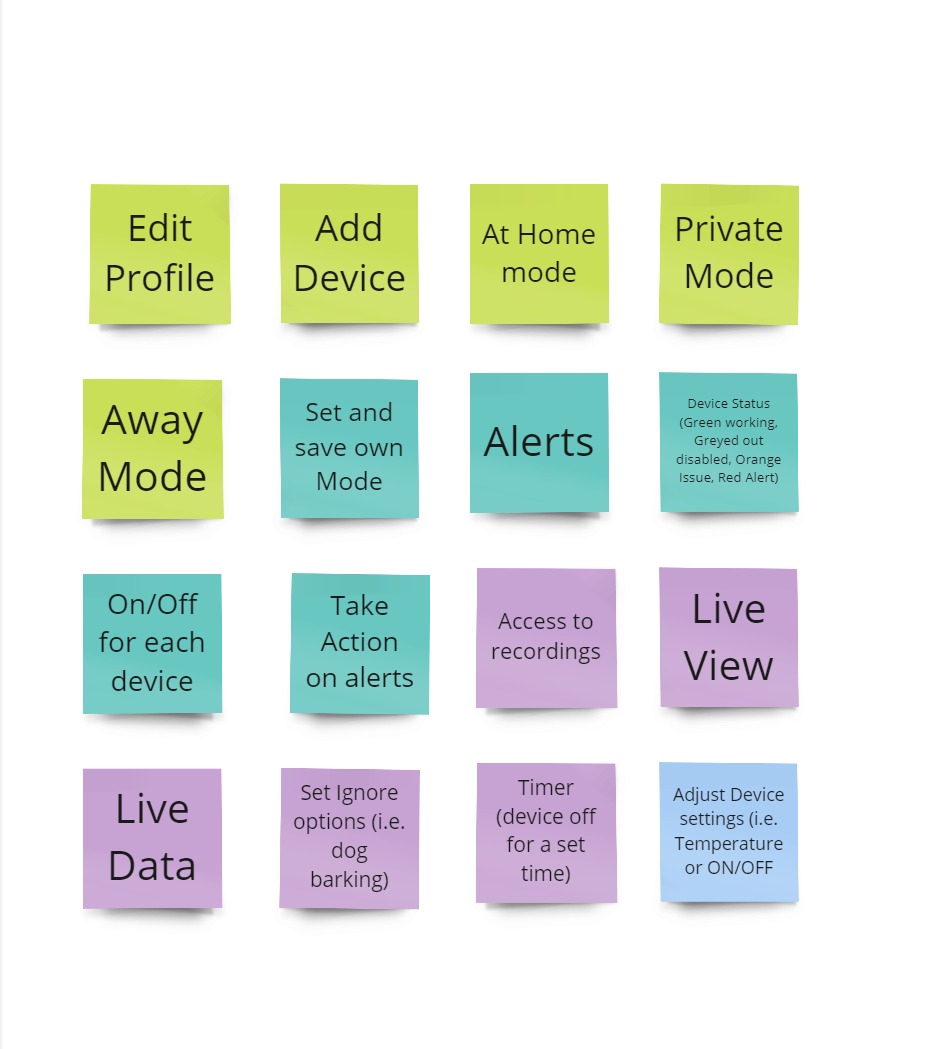 Edit
Profile
Add
Device
At Home
mode
Private
Mode
Away
Mode
Set and
save own
Mode
Alerts
Device Status
(Green working,
Greyed out
disabled, Orange
Issue, Red Alert)
On/Off
for each
device
Take
Action
on alerts
Access to
recordings
Live
View
Live
Data
Set Ignore
options (i.e.
dog
barking)
Timer
(device off
for a set
time)
Adjust Device
settings (i.e.
Temperature
or ON/OFF